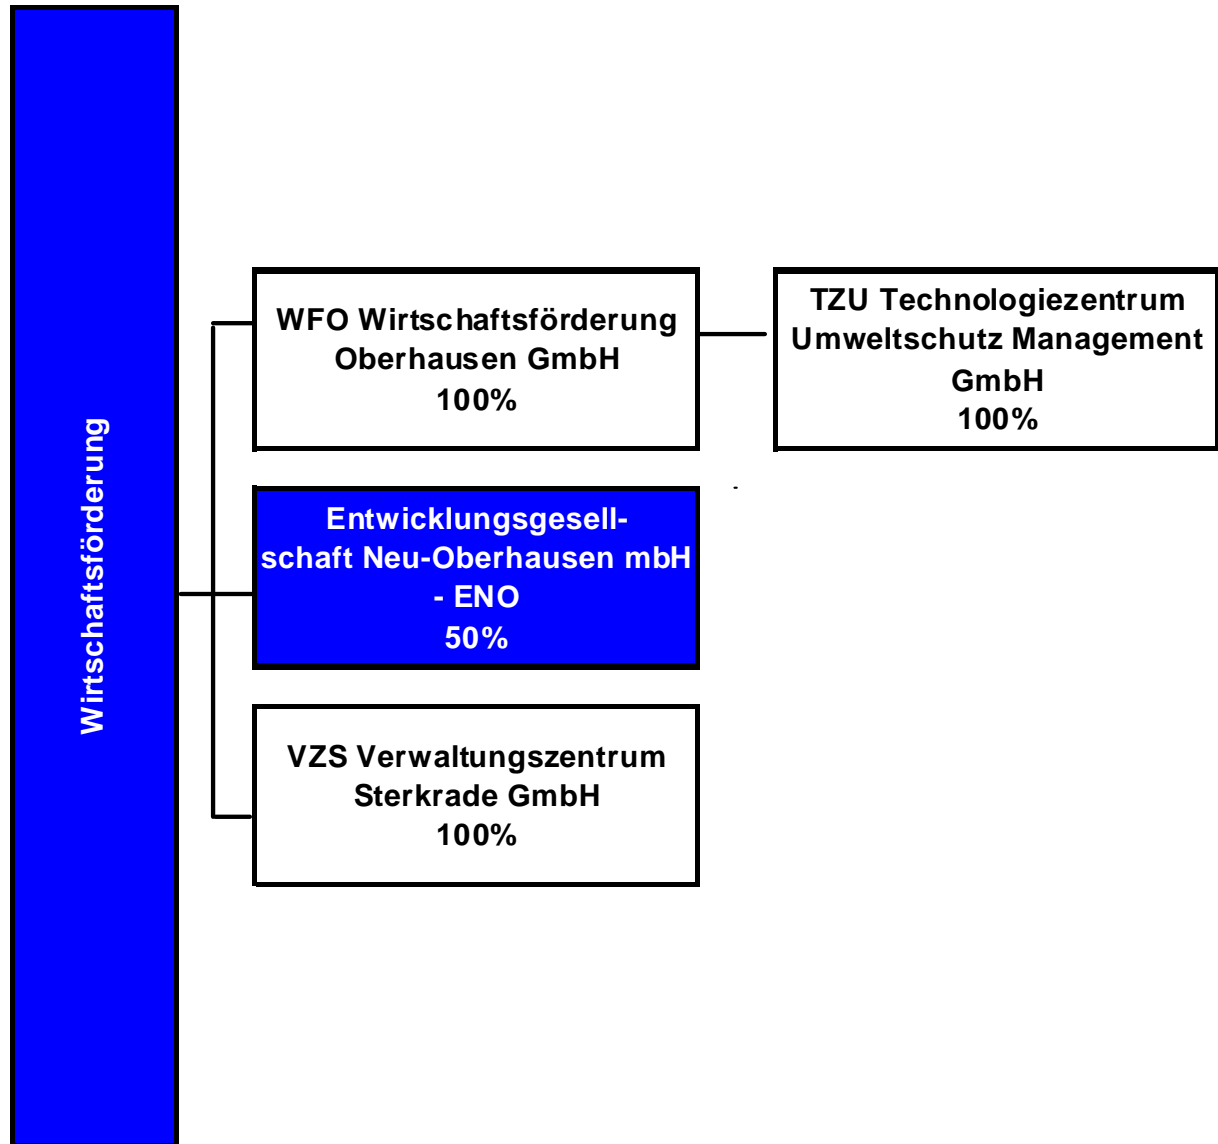 Wirtschaftsförderung
WFO Wirtschaftsförderung
Oberhausen GmbH
100%
TZU Technologiezentrum
Umweltschutz Management
GmbH
100%
Entwicklungsgesell-
schaft Neu-Oberhausen mbH
- ENO
50%
VZS Verwaltungszentrum
Sterkrade GmbH
100%